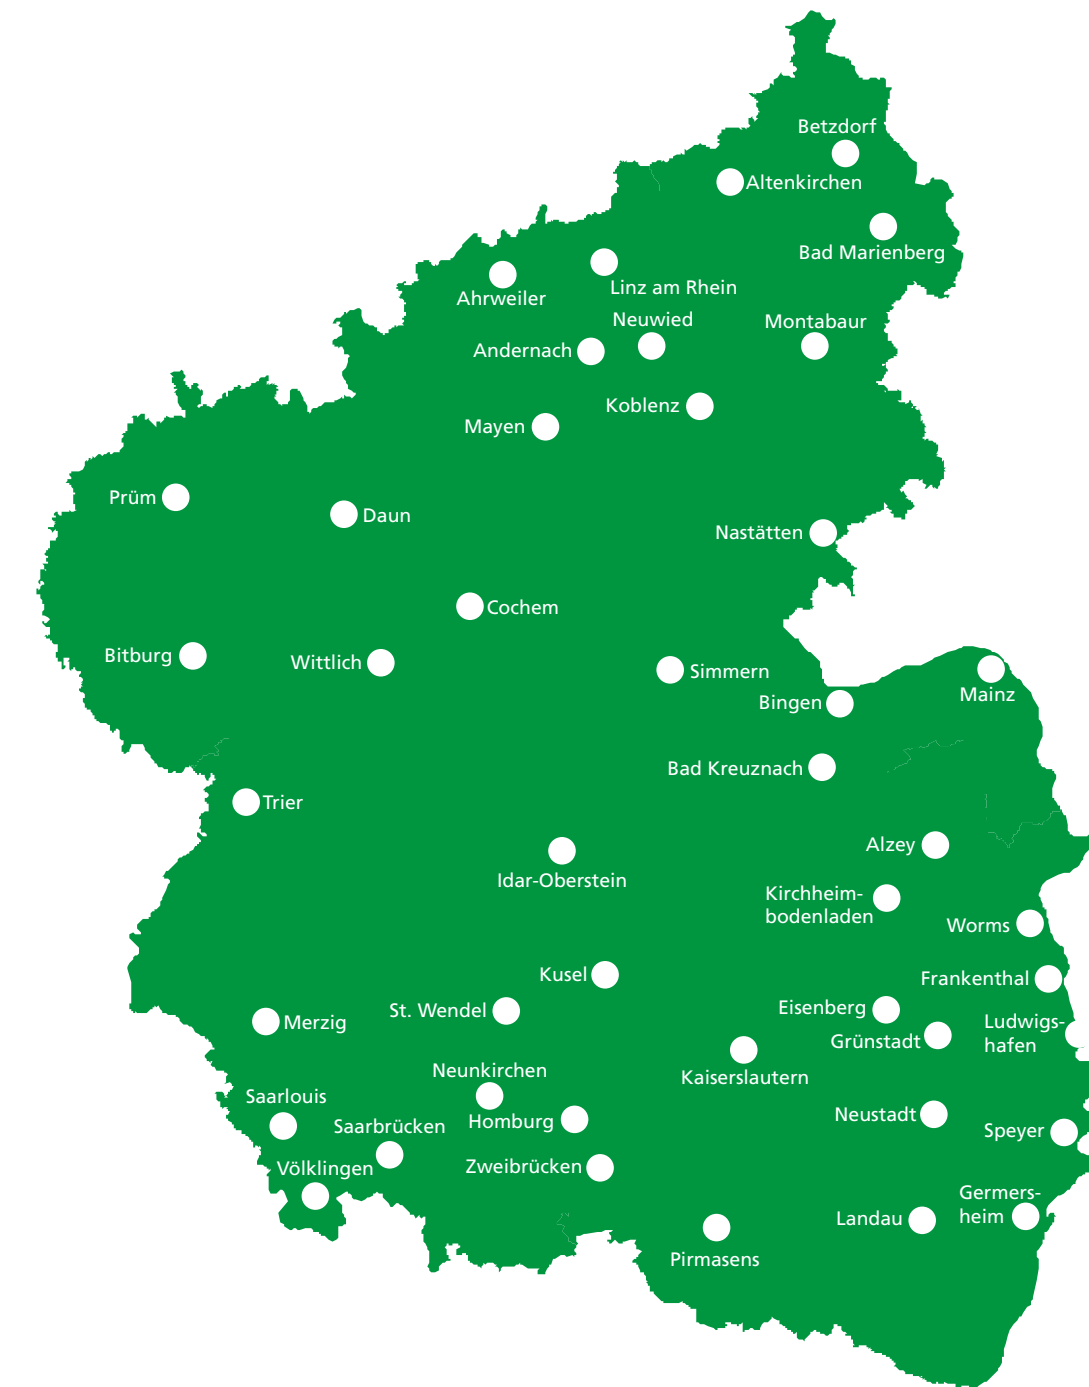 Betzdorf
Altenkirchen
Bad Marienberg
Linz am Rhein
Ahrweiler
Neuwied
Montabaur
Andernach
Koblenz
Mayen
Prüm
Daun
Nastätten
Cochem
Bitburg
Wittlich
Simmern
Mainz
Bingen
Bad Kreuznach
Trier
Alzey
Idar-Oberstein
Kirchheim-
bodenladen
Worms
Kusel
Frankenthal
St. Wendel
Eisenberg
Merzig
Ludwigs-
hafen
Grünstadt
Neunkirchen
Kaiserslautern
Saarlouis
Neustadt
Homburg
Saarbrücken
Speyer
Zweibrücken
Völklingen
Germers-
heim
Landau
Pirmasens